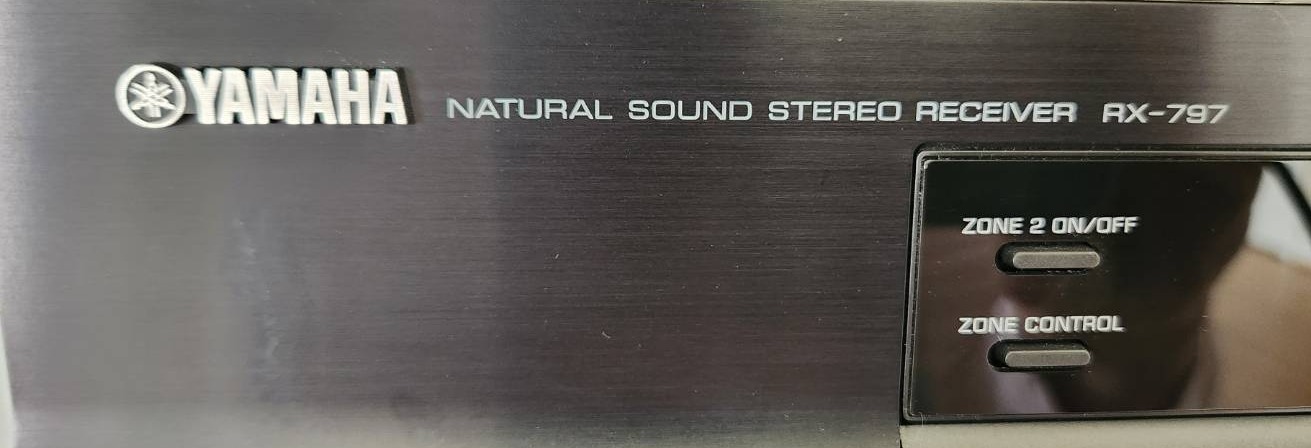 YAMAHA NATURAL SOUND STEREO RECEIVER RX-797
ZONE 2 ON/OFF
ZONE CONTROL